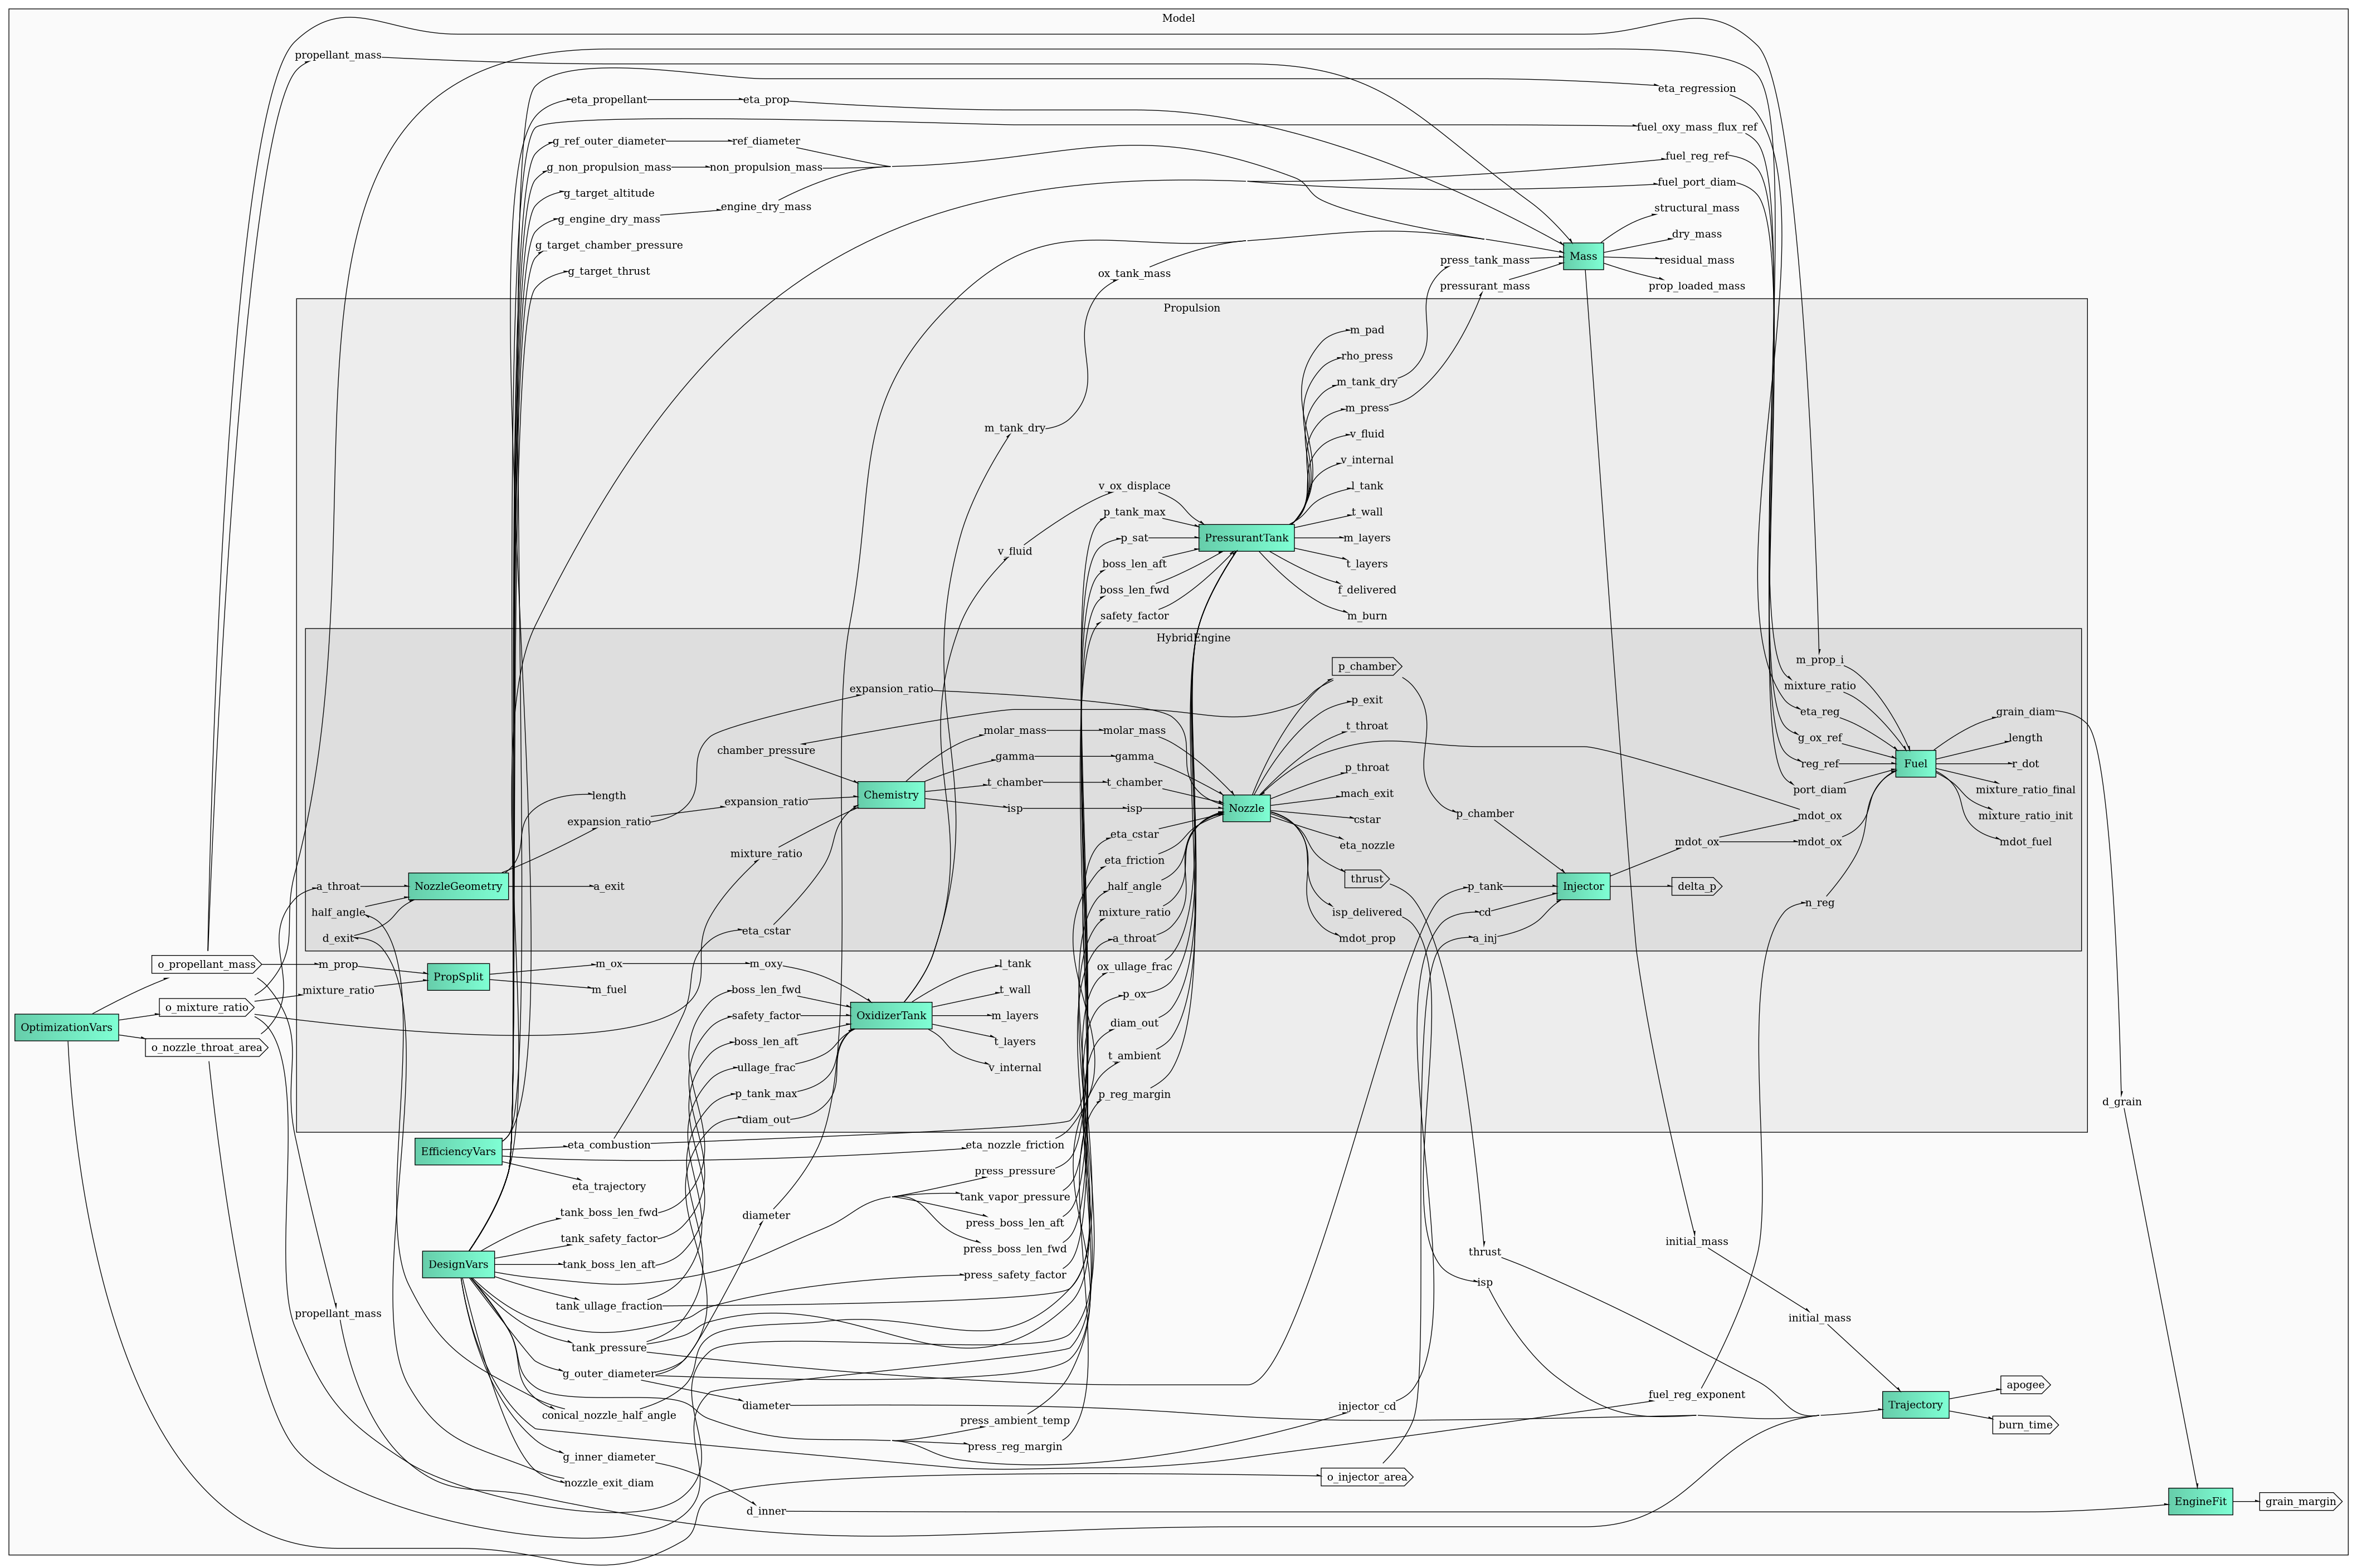 Model
propellant_mass
eta_regression
eta_propellant
eta_prop
fuel_oxy_mass_flux_ref
g_ref_outer_diameter
ref_diameter
fuel_reg_ref
g_non_propulsion_mass
non_propulsion_mass
fuel_port_diam
g_target_altitude
engine_dry_mass
structural_mass
g_engine_dry_mass
dry_mass
g_target_chamber_pressure
Mass
press_tank_mass
residual_mass
g_target_thrust
ox_tank_mass
pressurant_mass
prop_loaded_mass
Propulsion
m_pad
rho_press
m_tank_dry
m_press
m_tank_dry
v_fluid
v_internal
v_ox_displace
l_tank
p_tank_max
t_wall
p_sat
PressurantTank
m_layers
v_fluid
boss_len_aft
t_layers
boss_len_fwd
f_delivered
safety_factor
m_burn
HybridEngine
p_chamber
m_prop_i
expansion_ratio
mixture_ratio
p_exit
eta_reg
grain_diam
molar_mass
molar_mass
t_throat
g_ox_ref
length
chamber_pressure
gamma
gamma
p_throat
reg_ref
Fuel
r_dot
t_chamber
t_chamber
mach_exit
port_diam
mixture_ratio_final
length
Chemistry
expansion_ratio
isp
isp
Nozzle
cstar
p_chamber
mdot_ox
mixture_ratio_init
expansion_ratio
eta_cstar
eta_nozzle
mdot_ox
mdot_ox
mdot_fuel
mixture_ratio
eta_friction
thrust
a_throat
NozzleGeometry
a_exit
half_angle
p_tank
Injector
delta_p
half_angle
mixture_ratio
isp_delivered
cd
n_reg
d_exit
eta_cstar
a_throat
mdot_prop
a_inj
o_propellant_mass
m_prop
PropSplit
m_ox
m_oxy
l_tank
ox_ullage_frac
mixture_ratio
m_fuel
boss_len_fwd
t_wall
p_ox
o_mixture_ratio
OptimizationVars
safety_factor
OxidizerTank
m_layers
diam_out
o_nozzle_throat_area
boss_len_aft
t_layers
t_ambient
ullage_frac
v_internal
p_tank_max
p_reg_margin
d_grain
diam_out
EfficiencyVars
eta_combustion
eta_nozzle_friction
press_pressure
eta_trajectory
tank_vapor_pressure
tank_boss_len_fwd
diameter
press_boss_len_aft
tank_safety_factor
press_boss_len_fwd
initial_mass
thrust
DesignVars
tank_boss_len_aft
press_safety_factor
isp
tank_ullage_fraction
propellant_mass
initial_mass
tank_pressure
g_outer_diameter
diameter
injector_cd
fuel_reg_exponent
Trajectory
apogee
conical_nozzle_half_angle
press_ambient_temp
burn_time
press_reg_margin
g_inner_diameter
o_injector_area
nozzle_exit_diam
d_inner
EngineFit
grain_margin